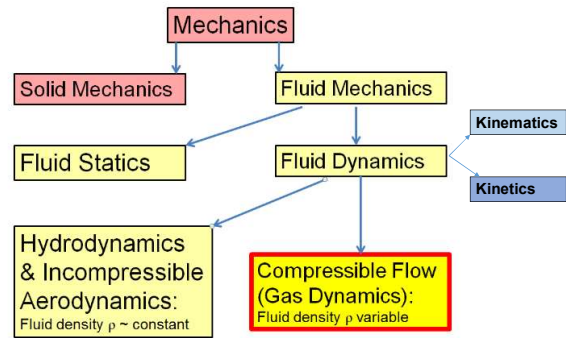 Mechanics
Solid Mechanics
Fluid Mechanics
Kinematics
Fluid Statics
Fluid Dynamics
Kinetics
Hydrodynamics
& Incompressible
Aerodynamics:
Fluid density ρ ~ constant
Compressible Flow
(Gas Dynamics):
Fluid density ρ variable